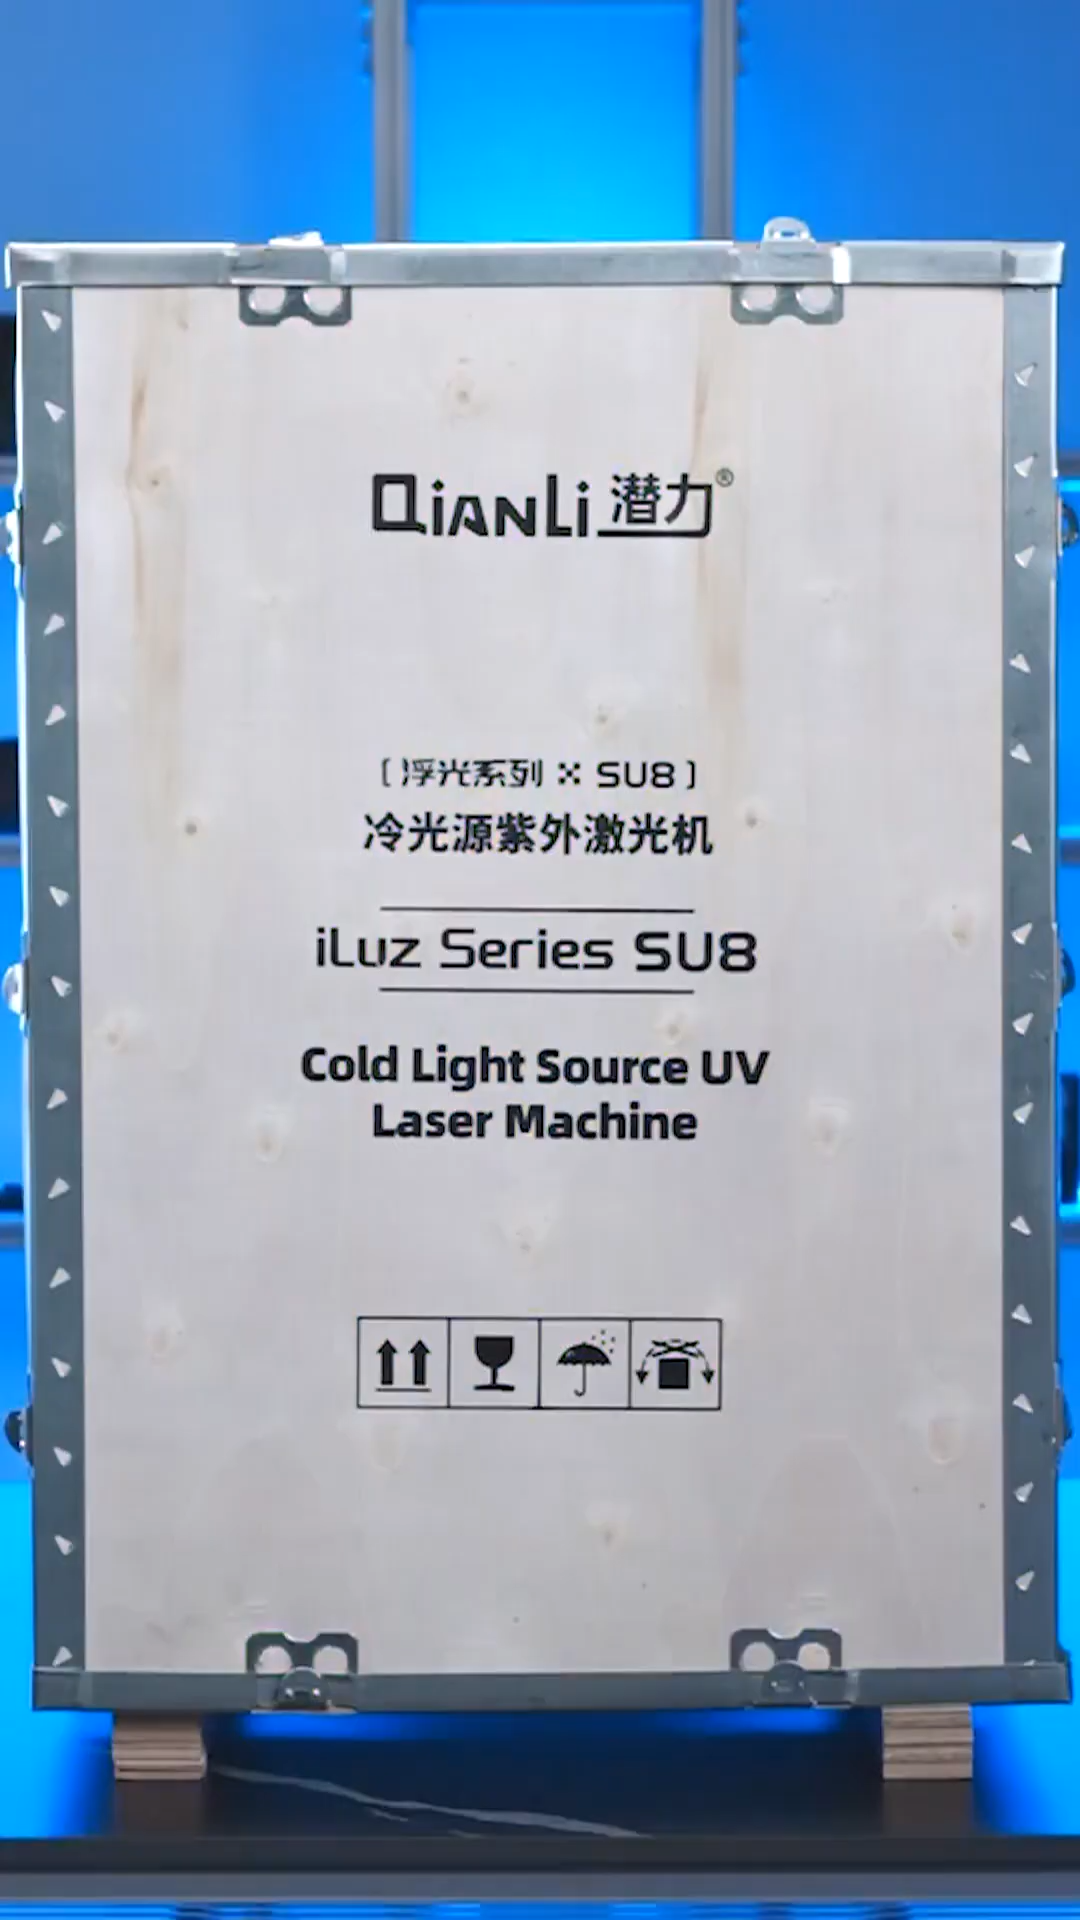 QianLi 潜力®
[ 浮光系列 × SU8 ]
冷光源紫外激光机
iLuz Series SU8
Cold Light Source UV
Laser Machine